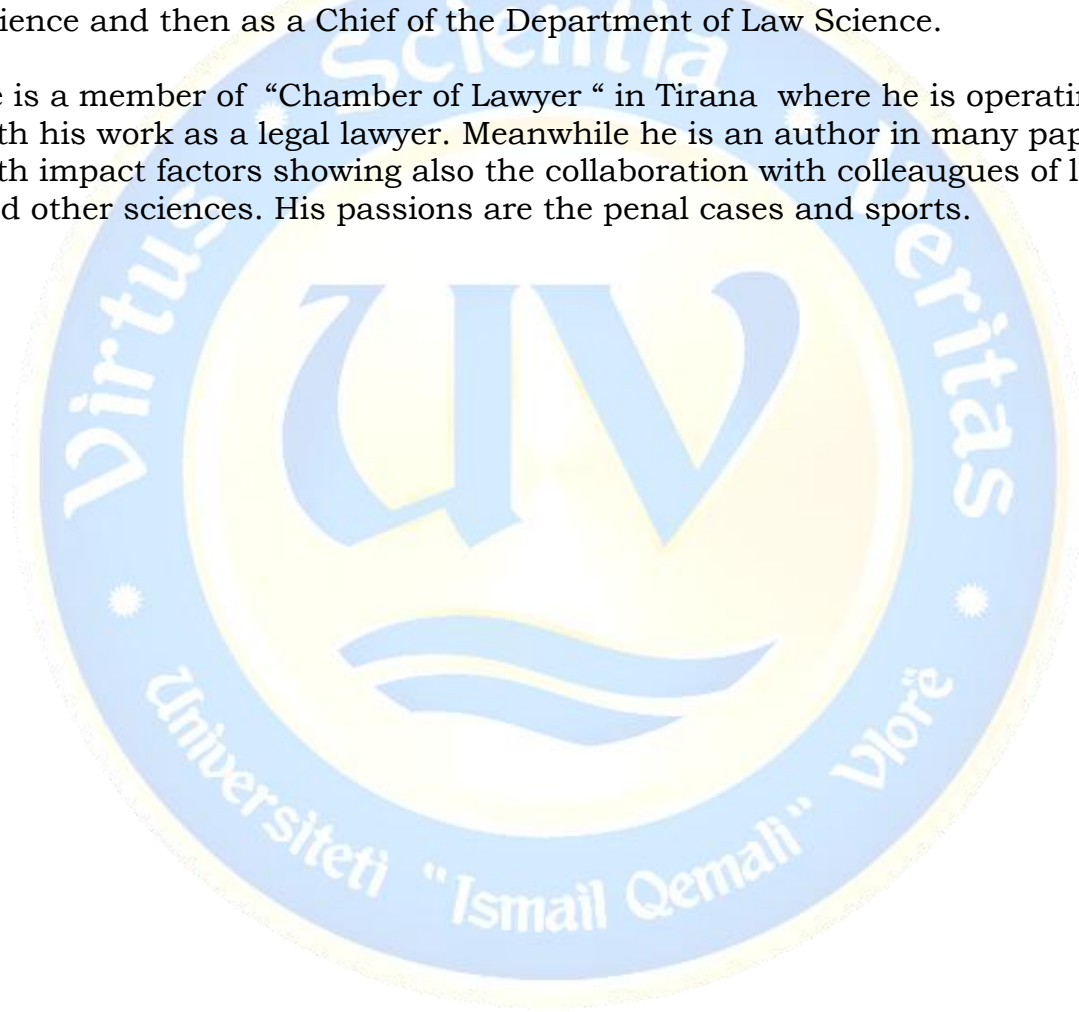 ience and then as a Chief of the Department of Law Science.
e is a member of “Chamber of Lawyer “ in Tirana where he is operatin
th his work as a legal lawyer. Meanwhile he is an author in many pap
th impact factors showing also the collaboration with colleaugues of l
d other sciences. His passions are the penal cases and sports.
Scientia
Virtus
Veritas
UV
Universiteti "Ismail Qemali" Vlorë